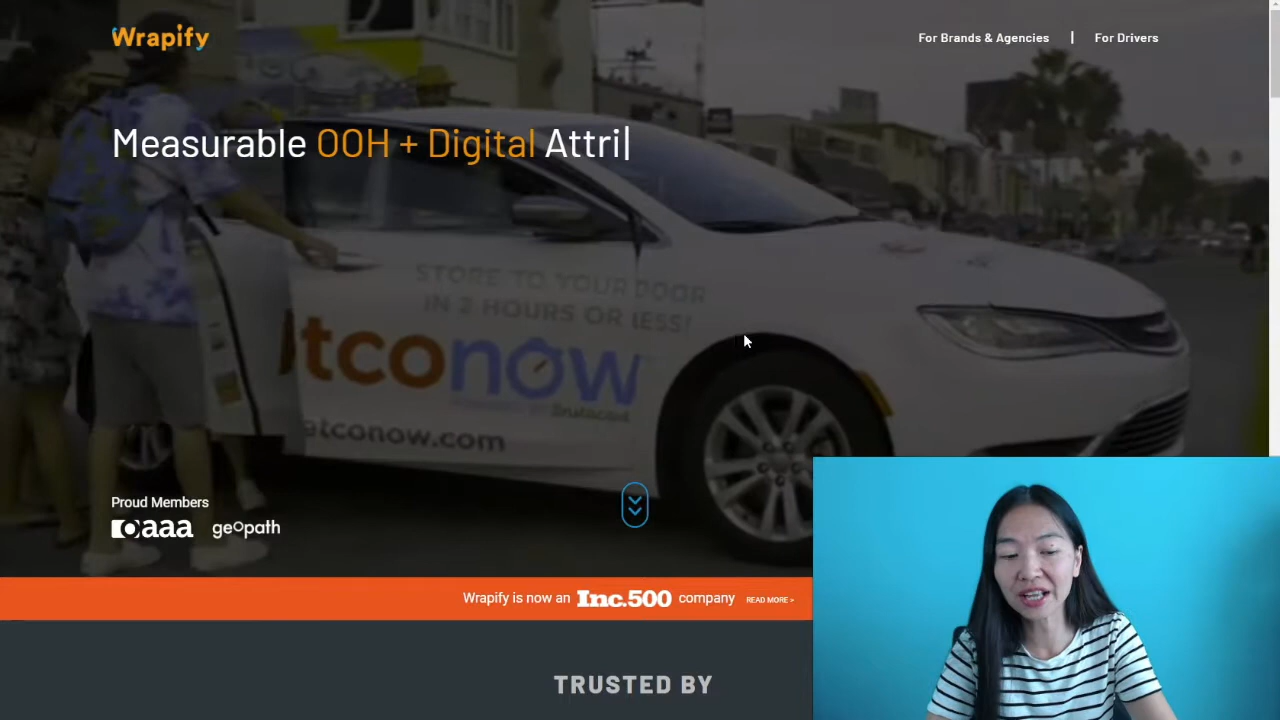 Wrapify
For Brands & Agencies | For Drivers
Measurable OOH + Digital Attri|
STORE TO YOUR DOOR
IN 2 HOURS OR LESS!
tconow
tconow.com
Proud Members
oaaa geopath
Wrapify is now an Inc.500 company READ MORE >
TRUSTED BY